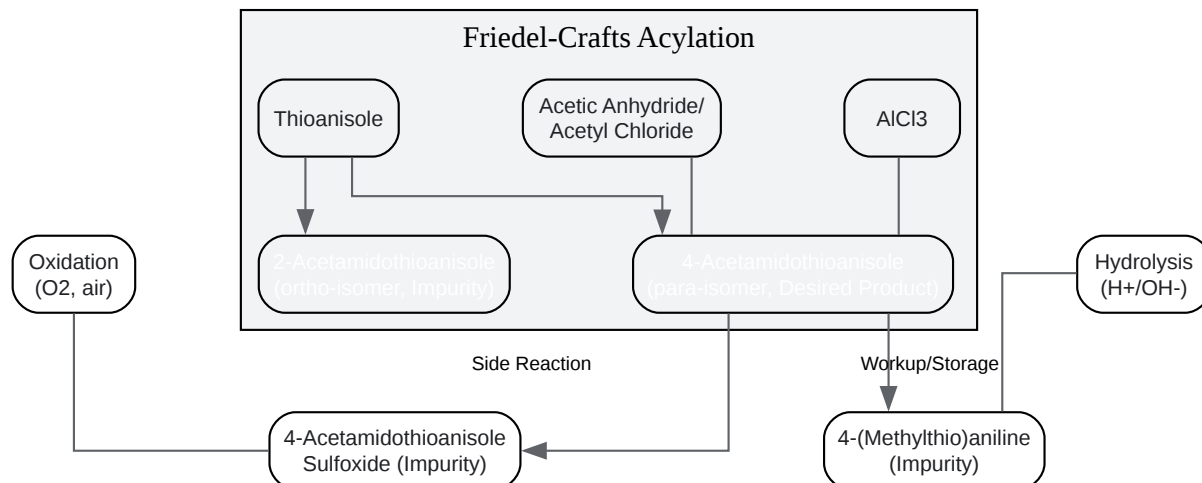 Friedel-Crafts Acylation
Thioanisole
Acetic Anhydride/
Acetyl Chloride
AlCl3
Oxidation
(O2, air)
2-Acetamidothioanisole
(ortho-isomer, Impurity)
4-Acetamidothioanisole
(para-isomer, Desired Product)
Hydrolysis
(H+/OH-)
Side Reaction
Workup/Storage
4-Acetamidothioanisole
Sulfoxide (Impurity)
4-(Methylthio)aniline
(Impurity)